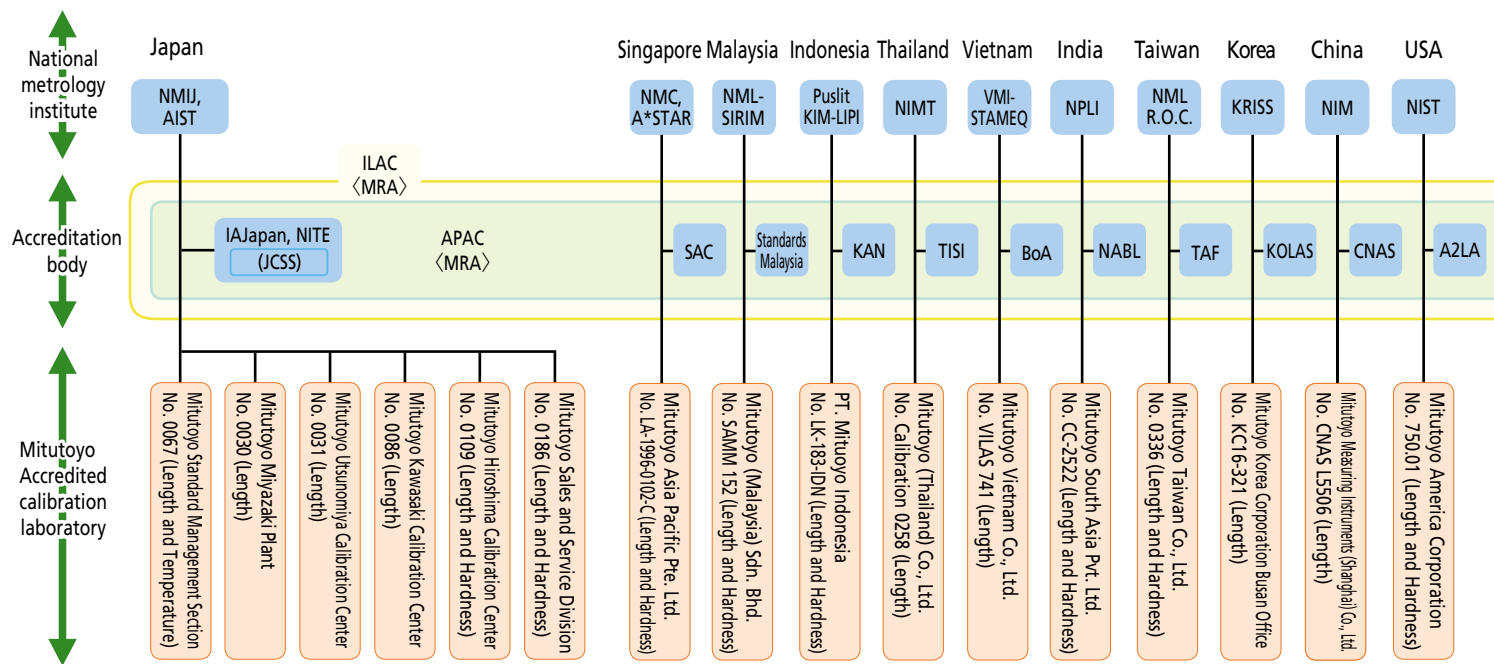 National
metrology
institute
Japan
Singapore
Malaysia
Indonesia
Thailand
Vietnam
India
Taiwan
Korea
China
USA
NMIJ,
AIST
NMC,
A*STAR
NML-
SIRIM
Puslit
KIM-LIPI
NIMT
VMI-
STAMEQ
NPLI
NML
R.O.C.
KRISS
NIM
NIST
ILAC
〈MRA〉
Accreditation
body
IAJapan, NITE
(JCSS)
APAC
〈MRA〉
SAC
Standards
Malaysia
KAN
TISI
BoA
NABL
TAF
KOLAS
CNAS
A2LA
Mitutoyo
Accredited
calibration
laboratory
Mitutoyo Standard Management Section
No. 0067 (Length and Temperature)
Mitutoyo Miyazaki Plant
No. 0030 (Length)
Mitutoyo Utsunomiya Calibration Center
No. 0031 (Length)
Mitutoyo Kawasaki Calibration Center
No. 0086 (Length)
Mitutoyo Hiroshima Calibration Center
No. 0109 (Length and Hardness)
Mitutoyo Sales and Service Division
No. 0186 (Length and Hardness)
Mitutoyo Asia Pacific Pte. Ltd.
No. LA-1996-0102-C (Length and Hardness)
Mitutoyo (Malaysia) Sdn. Bhd.
No. SAMM 152 (Length and Hardness)
PT. Mituoyo Indonesia
No. LK-183-IDN (Length and Hardness)
Mitutoyo (Thailand) Co., Ltd.
No. Calibration 0258 (Length)
Mitutoyo Vietnam Co., Ltd.
No. VILAS 741 (Length)
Mitutoyo South Asia Pvt. Ltd.
No. CC-2522 (Length and Hardness)
Mitutoyo Taiwan Co., Ltd.
No. 0336 (Length and Hardness)
Mitutoyo Korea Corporation Busan Office
No. KC16-321 (Length)
Mitutoyo Measuring Instruments (Shanghai) Co., Ltd.
No. CNAS L5506 (Length)
Mitutoyo America Corporation
No. 750.01 (Length and Hardness)